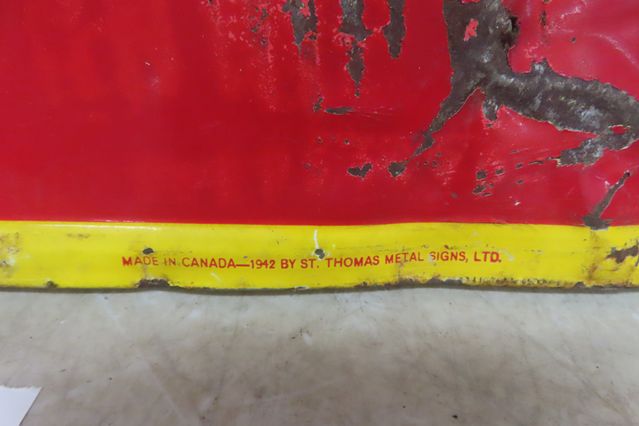 MADE IN CANADA—1942 BY ST. THOMAS METAL SIGNS, LTD.